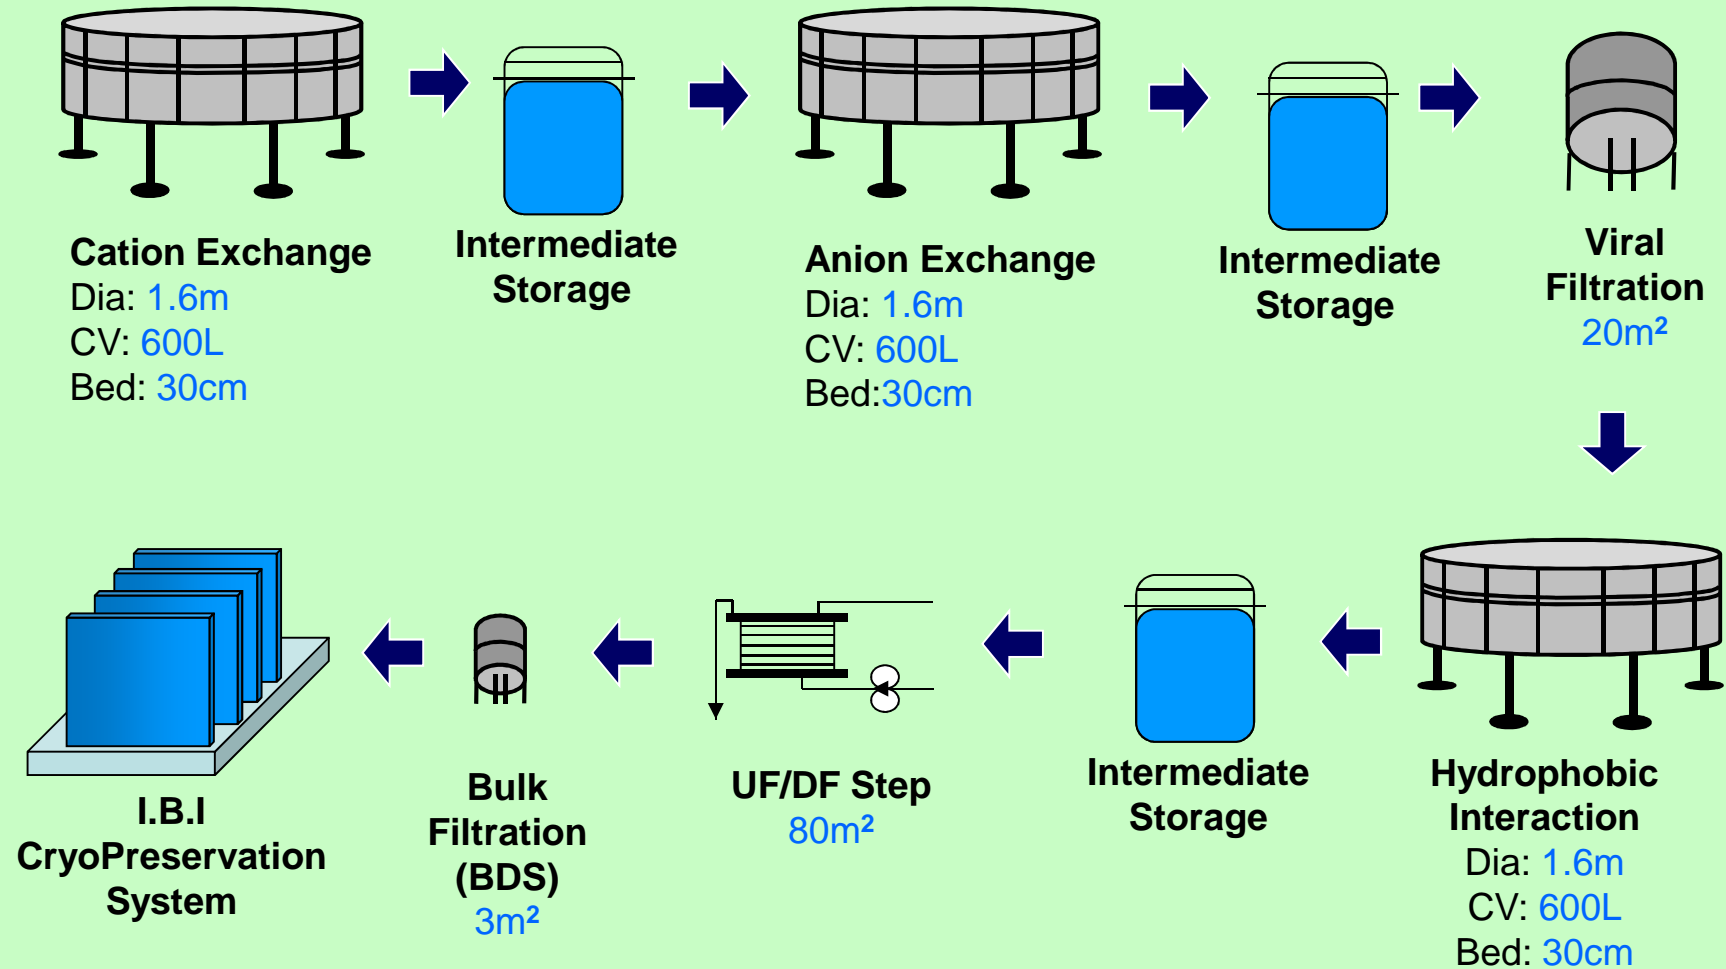 Cation Exchange
Dia: 1.6m
CV: 600L
Bed: 30cm
Intermediate
Storage
Anion Exchange
Dia: 1.6m
CV: 600L
Bed:30cm
Intermediate
Storage
Viral
Filtration
20m²
Hydrophobic
Interaction
Dia: 1.6m
CV: 600L
Bed: 30cm
Intermediate
Storage
UF/DF Step
80m²
Bulk
Filtration
(BDS)
3m²
I.B.I
CryoPreservation
System